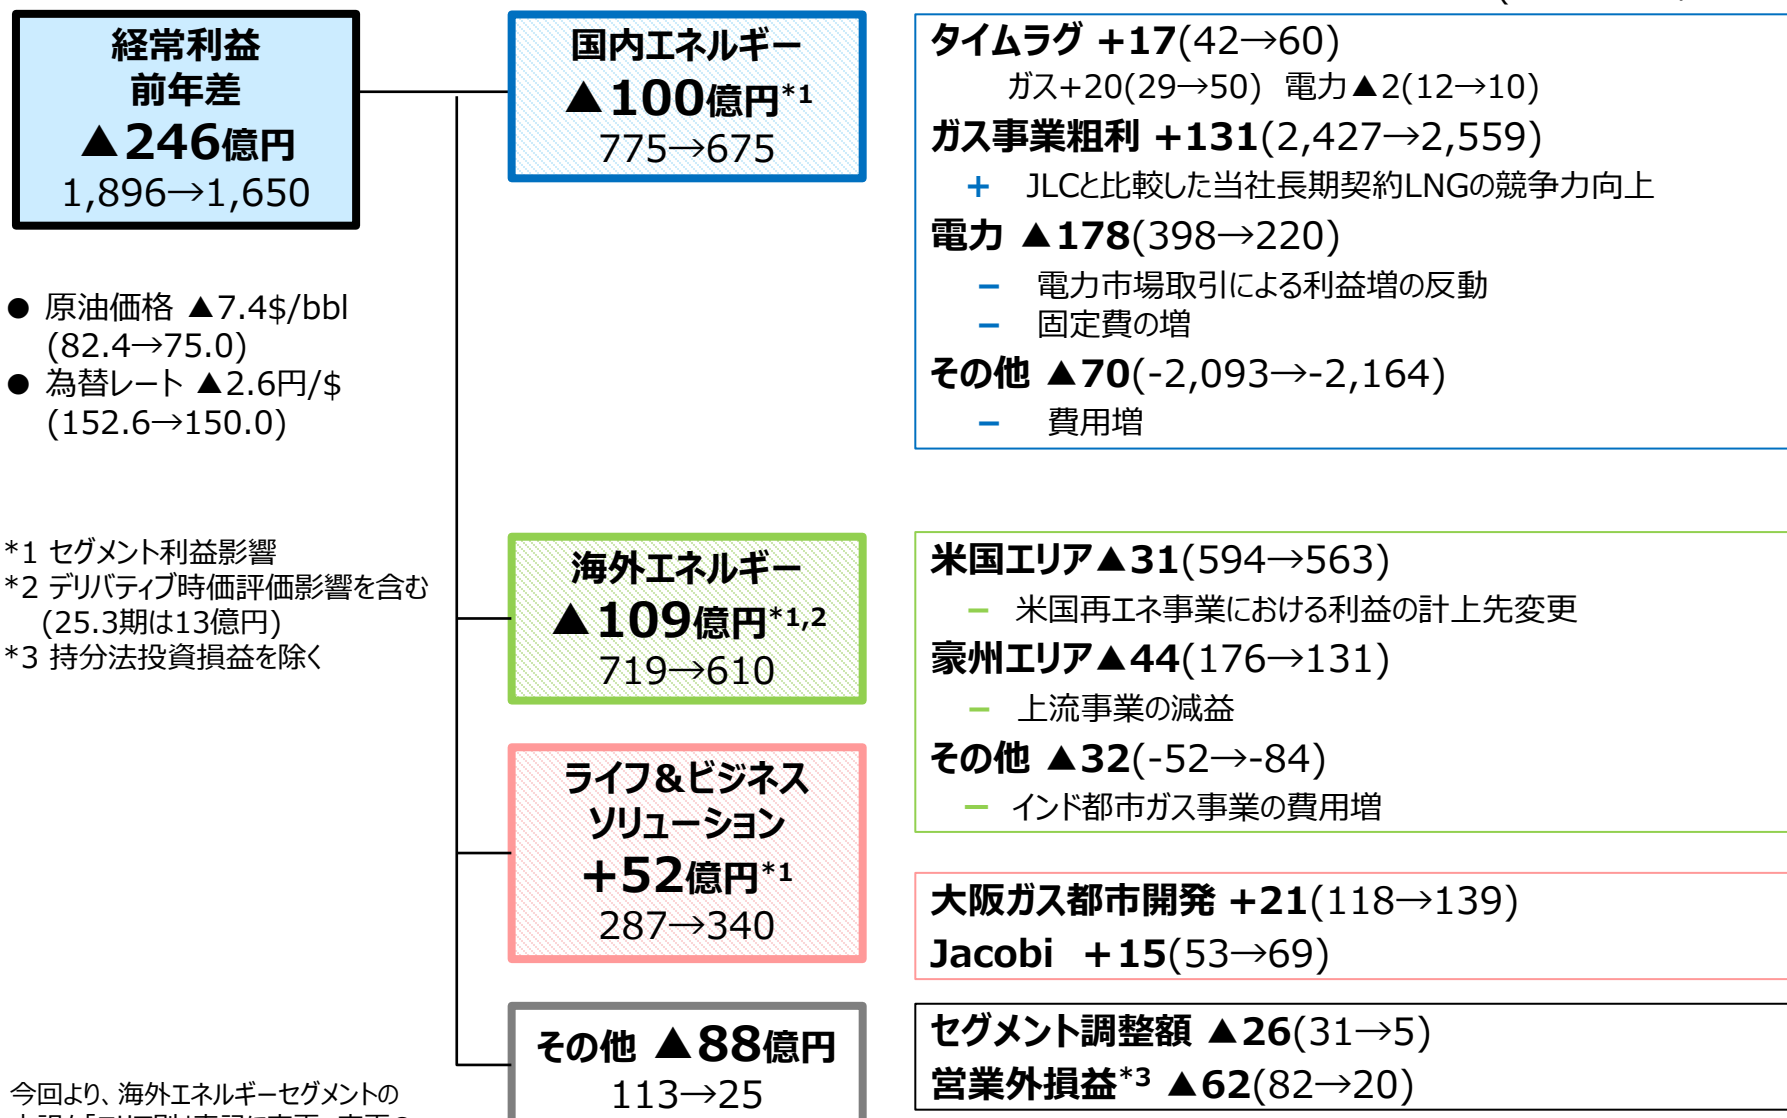 経常利益
前年差
▲246億円
1,896→1,650
● 原油価格 ▲7.4$/bbl
(82.4→75.0)
● 為替レート ▲2.6円/$
(152.6→150.0)
*1 セグメント利益影響
*2 デリバティブ時価評価影響を含む
(25.3期は13億円)
*3 持分法投資損益を除く
国内エネルギー
▲100億円*1
775→675
タイムラグ +17(42→60)
ガス+20(29→50) 電力▲2(12→10)
ガス事業粗利 +131(2,427→2,559)
+ JLCと比較した当社長期契約LNGの競争力向上
電力 ▲178(398→220)
− 電力市場取引による利益増の反動
− 固定費の増
その他 ▲70(-2,093→-2,164)
− 費用増
海外エネルギー
▲109億円*1,2
719→610
米国エリア▲31(594→563)
− 米国再エネ事業における利益の計上先変更
豪州エリア▲44(176→131)
− 上流事業の減益
その他 ▲32(-52→-84)
− インド都市ガス事業の費用増
ライフ&ビジネス
ソリューション
+52億円*1
287→340
大阪ガス都市開発 +21(118→139)
Jacobi +15(53→69)
その他 ▲88億円
113→25
セグメント調整額 ▲26(31→5)
営業外損益*3 ▲62(82→20)
今回より、海外エネルギーセグメントの